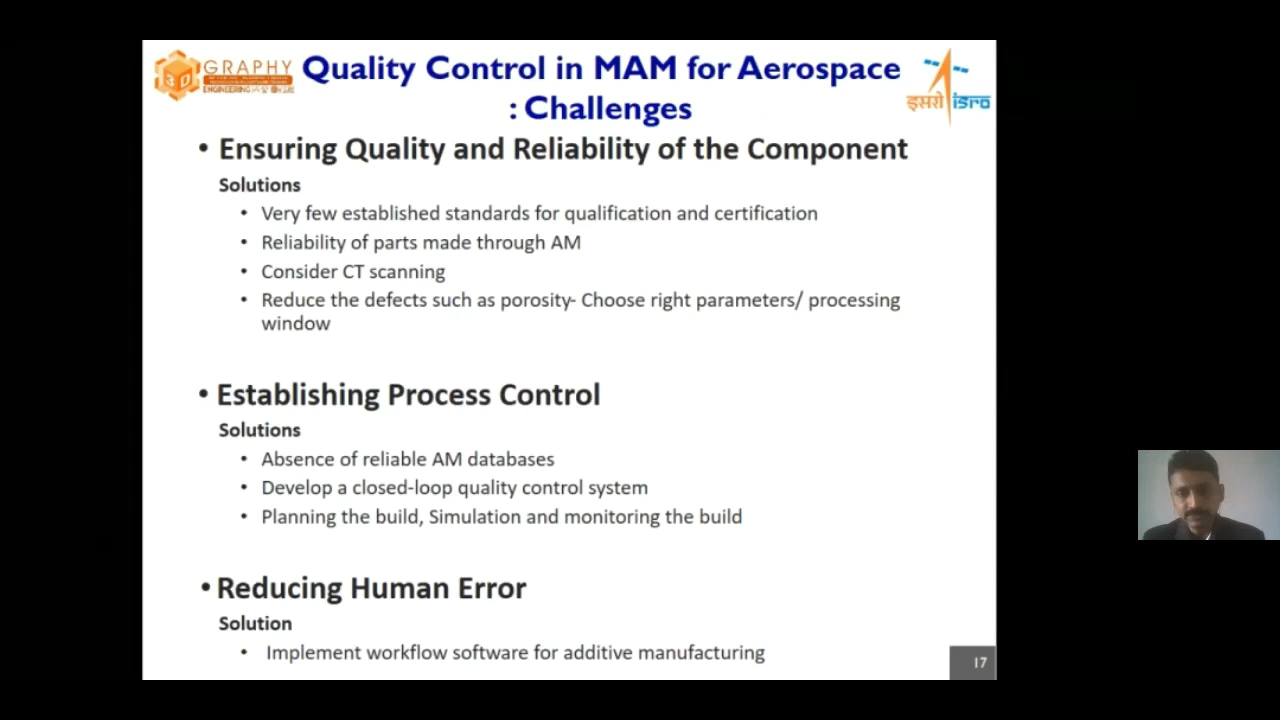 3D GRAPHY
ENGINEERING
Quality Control in MAM for Aerospace
: Challenges
इसरो isro
• Ensuring Quality and Reliability of the Component
Solutions
• Very few established standards for qualification and certification
• Reliability of parts made through AM
• Consider CT scanning
• Reduce the defects such as porosity- Choose right parameters/ processing
window
• Establishing Process Control
Solutions
• Absence of reliable AM databases
• Develop a closed-loop quality control system
• Planning the build, Simulation and monitoring the build
• Reducing Human Error
Solution
• Implement workflow software for additive manufacturing
17